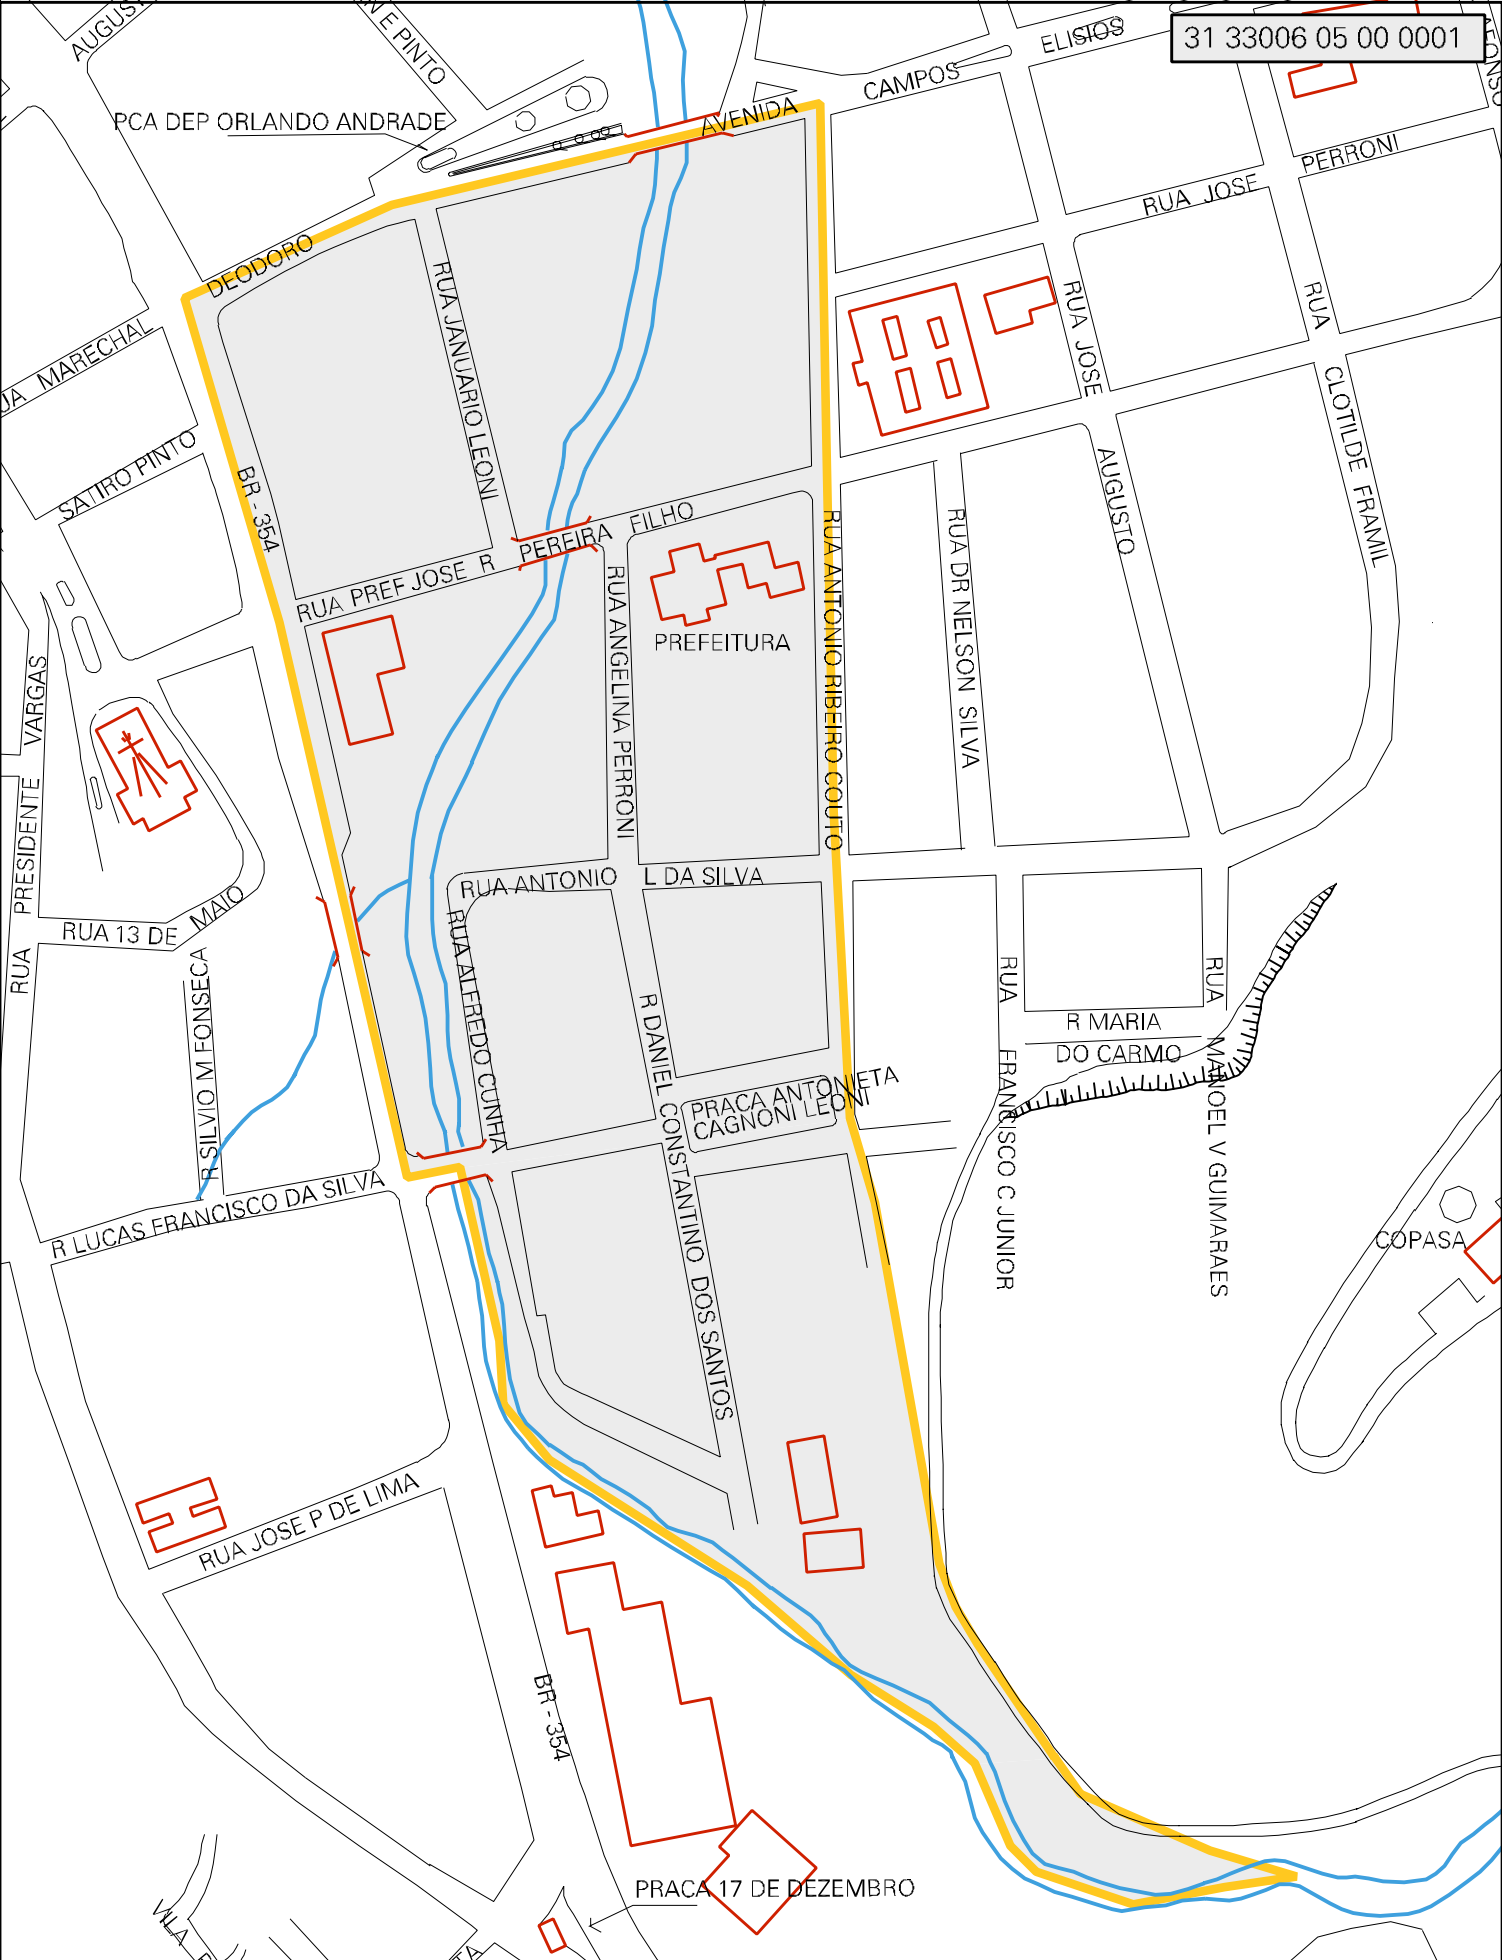 31 33006 05 00 0001
PCA DEP ORLANDO ANDRADE
AVENIDA
CAMPOS
ELISIOS
PERRONI
RUA JOSE
DEODORO
MARECHAL
SATIRO PINTO
BR - 354
RUA JANUARIO LEONI
RUA PREF JOSE R PEREIRA FILHO
PREFEITURA
RUA ANGELINA PERRONI
RUA ANTONIO RIBEIRO COUTO
RUA DR NELSON SILVA
RUA JOSE AUGUSTO
RUA CLOTILDE FRAMIL
RUA PRESIDENTE VARGAS
RUA 13 DE MAIO
R SILVIO M FONSECA
RUA ANTONIO L DA SILVA
RUA ALFREDO CUNHA
R DANIEL CONSTANTINO DOS SANTOS
PRACA ANTONIETA
CAGNONI LEONI
R MARIA
DO CARMO
RUA FRANCISCO C JUNIOR
RUA MANOEL V GUIMARAES
COPASA
R LUCAS FRANCISCO DA SILVA
RUA JOSE P DE LIMA
BR - 354
PRACA 17 DE DEZEMBRO
VILA
E PINTO